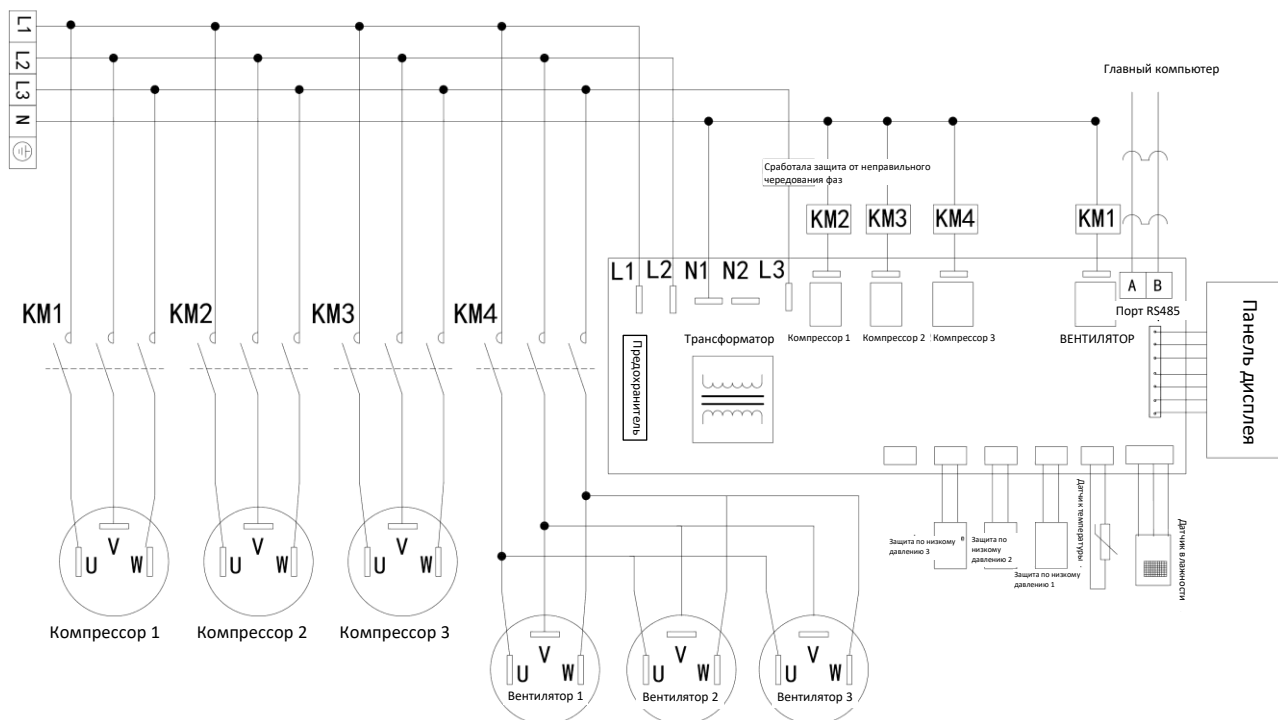 L1
L2
L3
N
Главный компьютер
Сработала защита от неправильного
чередования фаз
KM2
KM3
KM4
KM1
L1
L2
N1
N2
L3
A
B
Порт RS485
KM1
KM2
KM3
KM4
Предохранитель
Трансформатор
Компрессор 1
Компрессор 2
Компрессор 3
ВЕНТИЛЯТОР
Панель дисплея
Защита по низкому
давлению 3
Защита по
низкому
давлению 2
Защита по низкому
давлению 1
Датчик температуры
Датчик влажности
U
V
W
U
V
W
U
V
W
Компрессор 1
Компрессор 2
Компрессор 3
U
V
W
Вентилятор 1
U
V
W
Вентилятор 2
U
V
W
Вентилятор 3